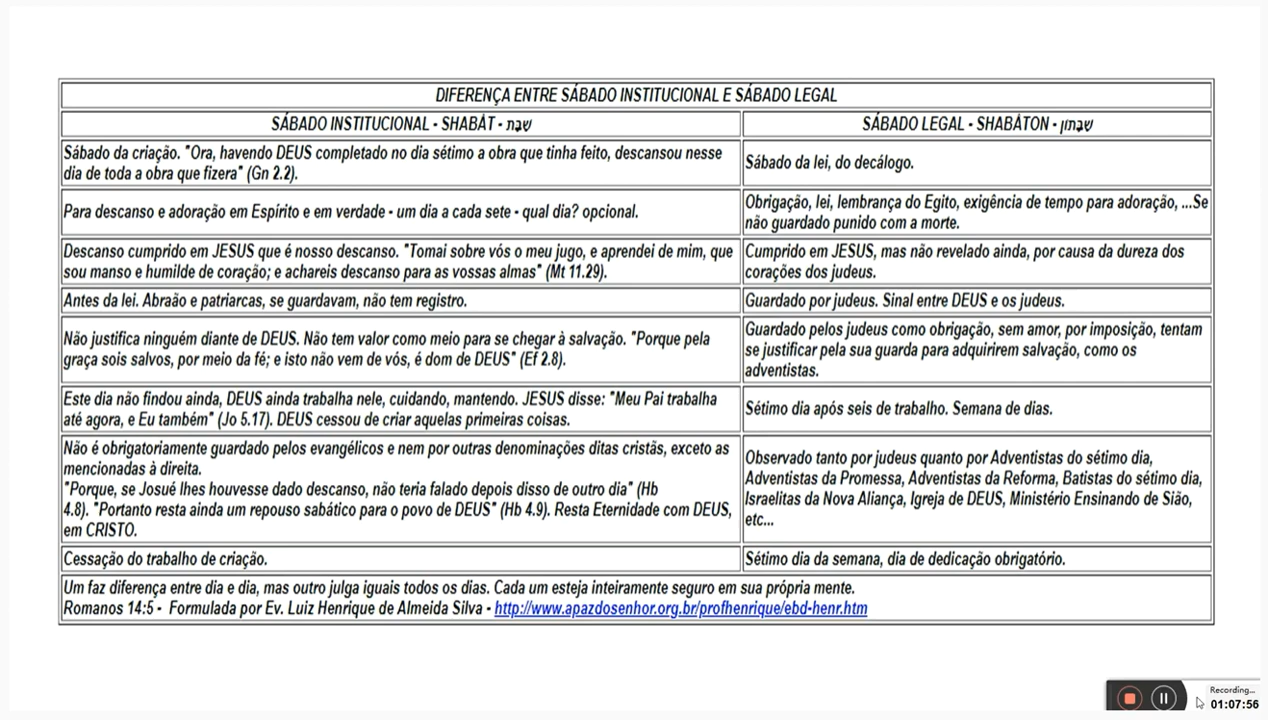 DIFERENÇA ENTRE SÁBADO INSTITUCIONAL E SÁBADO LEGAL
SÁBADO INSTITUCIONAL - SHABÁT - שבת
SÁBADO LEGAL - SHABÁTON - שבתון
Sábado da criação. "Ora, havendo DEUS completado no dia sétimo a obra que tinha feito, descansou nesse
dia de toda a obra que fizera" (Gn 2.2).
Sábado da lei, do decálogo.
Para descanso e adoração em Espírito e em verdade - um dia a cada sete - qual dia? opcional.
Obrigação, lei, lembrança do Egito, exigência de tempo para adoração, ...Se
não guardado punido com a morte.
Descanso cumprido em JESUS que é nosso descanso. "Tomai sobre vós o meu jugo, e aprendei de mim, que
sou manso e humilde de coração; e achareis descanso para as vossas almas" (Mt 11.29).
Cumprido em JESUS, mas não revelado ainda, por causa da dureza dos
corações dos judeus.
Antes da lei. Abraão e patriarcas, se guardavam, não tem registro.
Guardado por judeus. Sinal entre DEUS e os judeus.
Não justifica ninguém diante de DEUS. Não tem valor como meio para se chegar à salvação. "Porque pela
graça sois salvos, por meio da fé; e isto não vem de vós, é dom de DEUS" (Ef 2.8).
Guardado pelos judeus como obrigação, sem amor, por imposição, tentam
se justificar pela sua guarda para adquirirem salvação, como os
adventistas.
Este dia não findou ainda, DEUS ainda trabalha nele, cuidando, mantendo. JESUS disse: "Meu Pai trabalha
até agora, e Eu também" (Jo 5.17). DEUS cessou de criar aquelas primeiras coisas.
Sétimo dia após seis de trabalho. Semana de dias.
Não é obrigatoriamente guardado pelos evangélicos e nem por outras denominações ditas cristãs, exceto as
mencionadas à direita.
"Porque, se Josué lhes houvesse dado descanso, não teria falado depois disso de outro dia" (Hb
4.8). "Portanto resta ainda um repouso sabático para o povo de DEUS" (Hb 4.9). Resta Eternidade com DEUS,
em CRISTO.
Observado tanto por judeus quanto por Adventistas do sétimo dia,
Adventistas da Promessa, Adventistas da Reforma, Batistas do sétimo dia,
Israelitas da Nova Aliança, Igreja de DEUS, Ministério Ensinando de Sião,
etc...
Cessação do trabalho de criação.
Sétimo dia da semana, dia de dedicação obrigatório.
Um faz diferença entre dia e dia, mas outro julga iguais todos os dias. Cada um esteja inteiramente seguro em sua própria mente.
Romanos 14:5 - Formulada por Ev. Luiz Henrique de Almeida Silva - http://www.apazdosenhor.org.br/profhenrique/ebd-henr.htm
Recording...
01:07:56